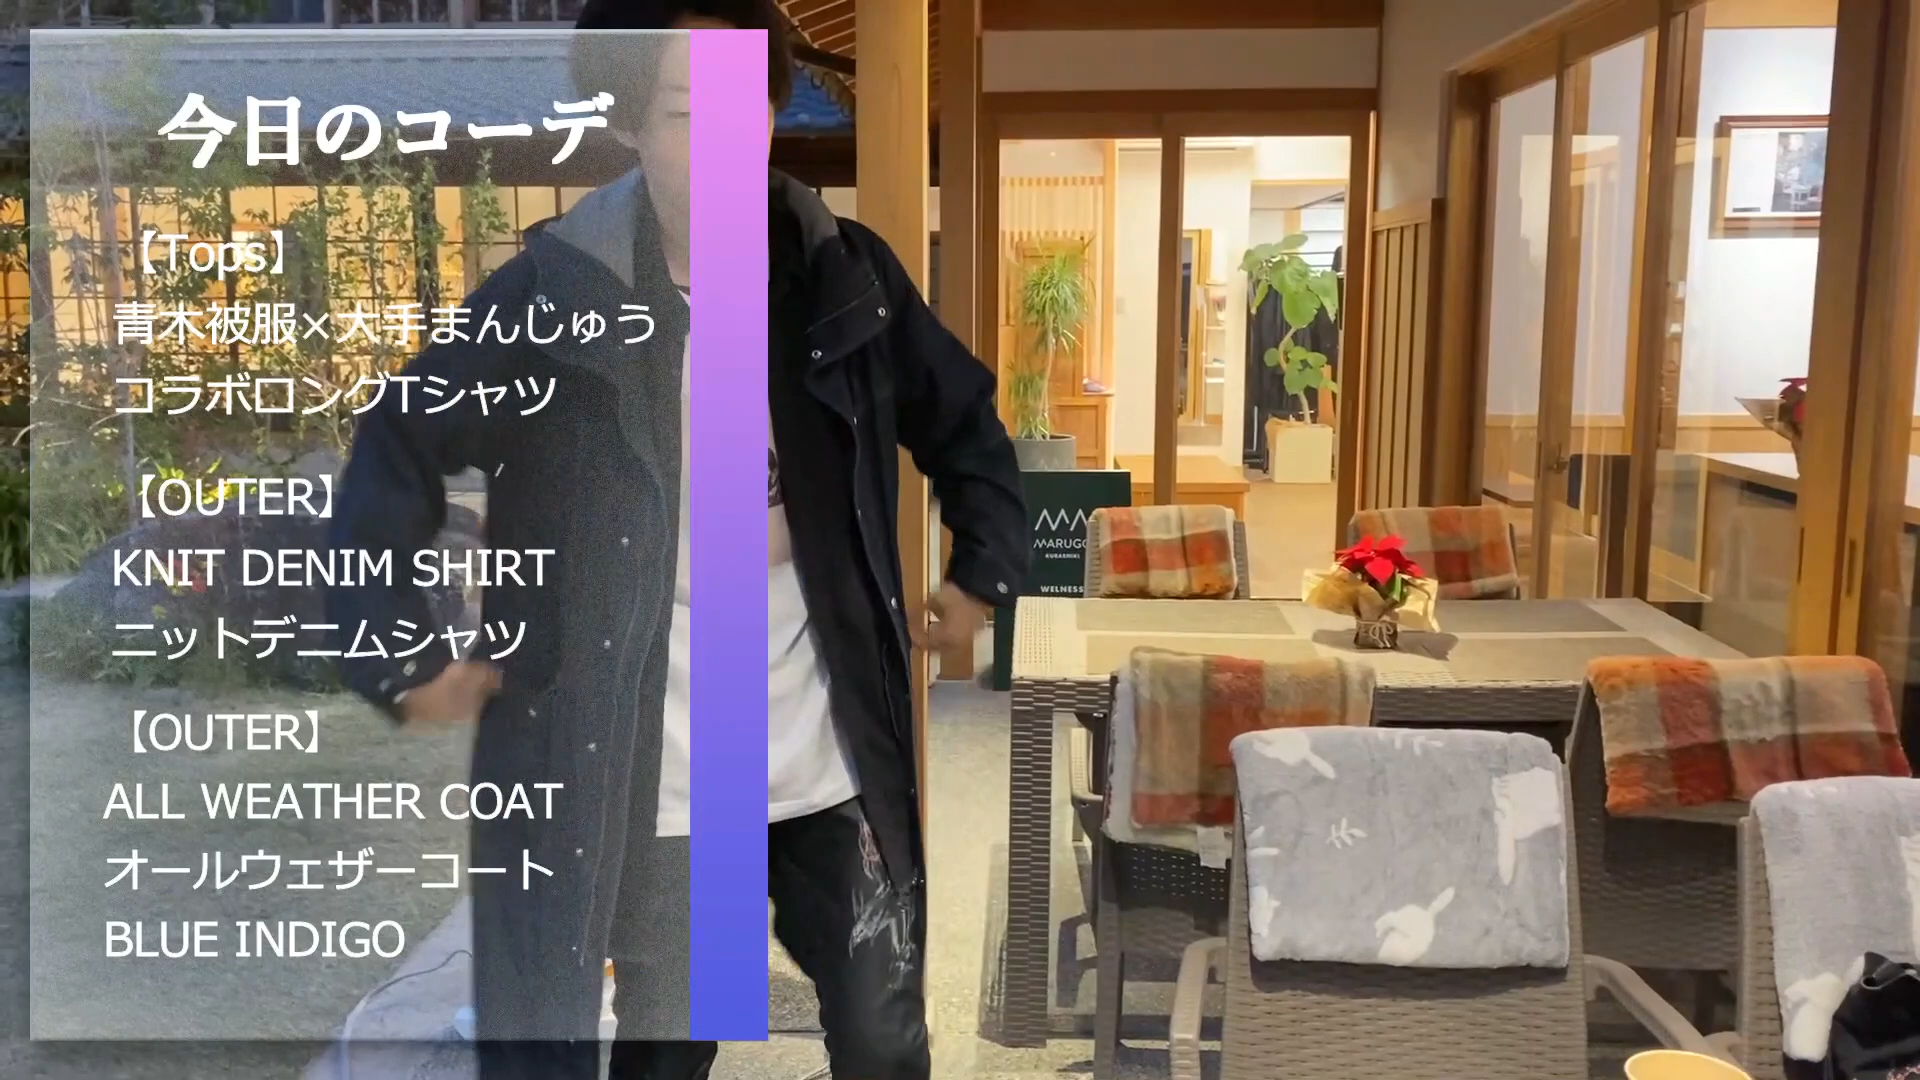 今日のコーデ
【Tops】
青木被服×大手まんじゅう
コラボロングTシャツ
【OUTER】
KNIT DENIM SHIRT
ニットデニムシャツ
【OUTER】
ALL WEATHER COAT
オールウェザーコート
BLUE INDIGO
MARUGO
KURASHIKI
WELNESS